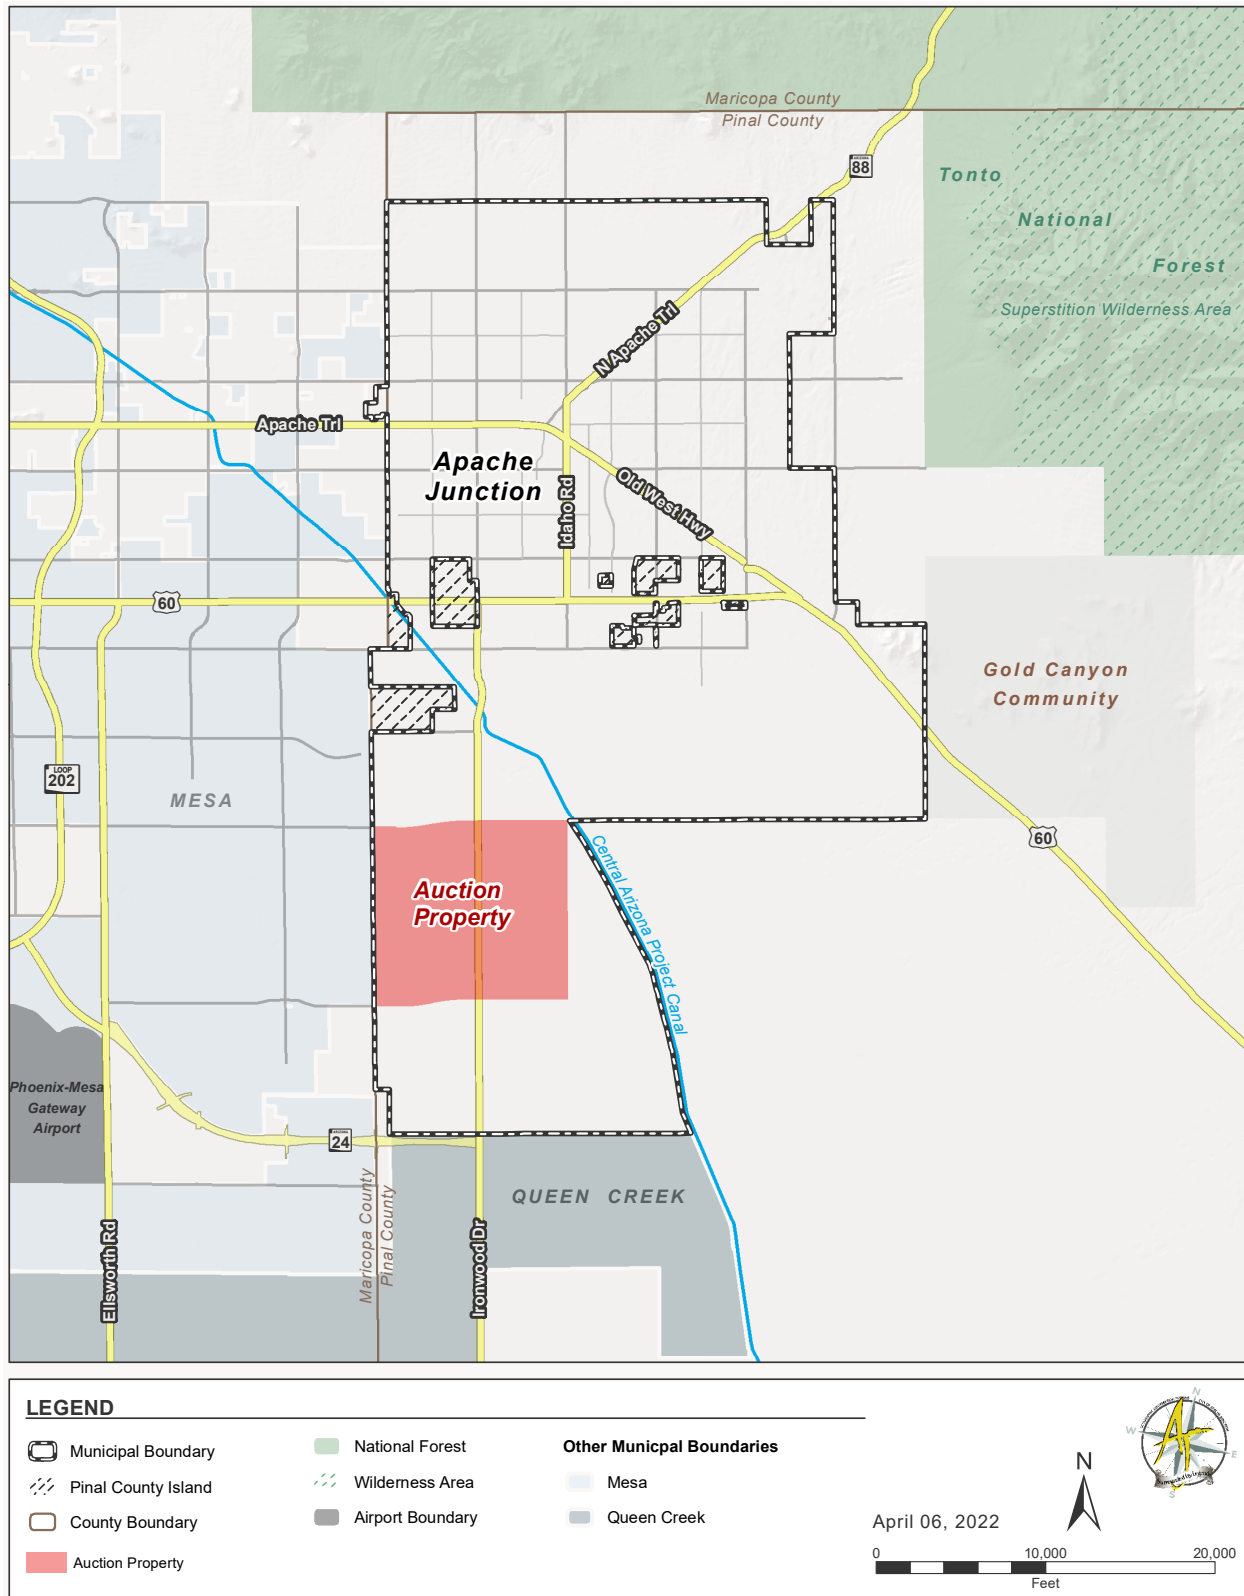 Maricopa County
Pinal County
ARIZONA
88
Tonto
National
Forest
Superstition Wilderness Area
N Apache Trl
Apache Trl
Apache
Junction
Idaho Rd
Old West Hwy
60
Gold Canyon
Community
LOOP
202
MESA
60
Auction
Property
Central Arizona Project Canal
Phoenix-Mesa
Gateway
Airport
ARIZONA
24
Maricopa County
Pinal County
QUEEN CREEK
Ellsworth Rd
Ironwood Dr
LEGEND
Municipal Boundary
Pinal County Island
County Boundary
Auction Property
National Forest
Wilderness Area
Airport Boundary
Other Municpal Boundaries
Mesa
Queen Creek
April 06, 2022
N
N
W
E
S
0
10,000
20,000
Feet